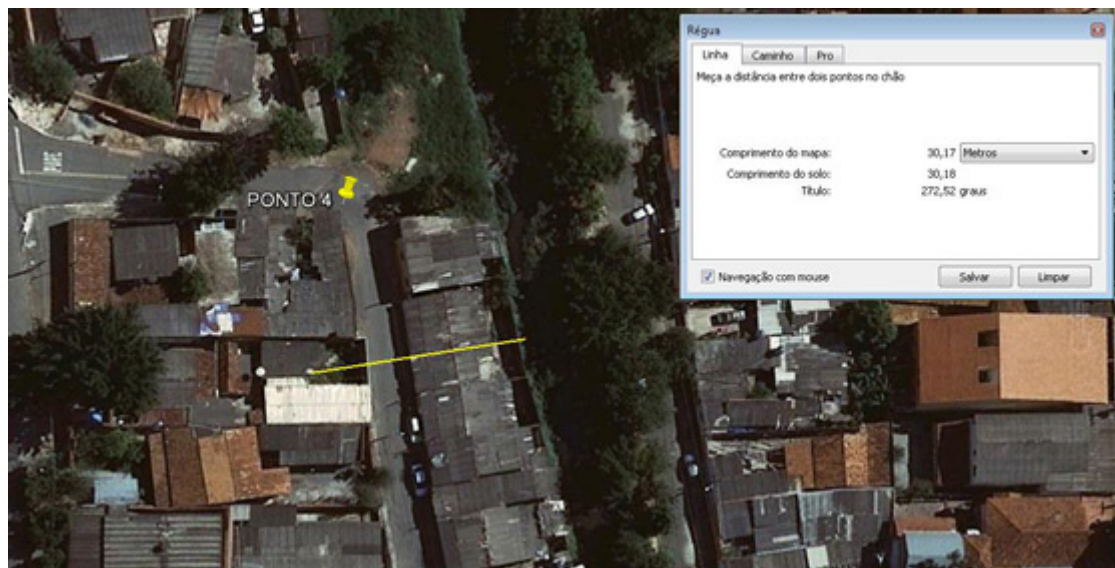 Régua
Linha Caminho Pro
Meça a distância entre dois pontos no chão
Comprimento do mapa: 30,17 Metros
Comprimento do solo: 30,18
Título: 272,52 graus
Navegação com mouse Salvar Limpar
PONTO 4